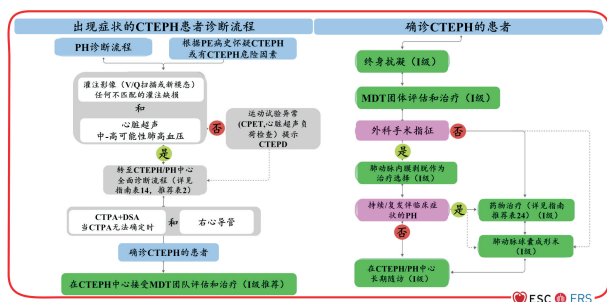 出现症状的CTEPH患者诊断流程
PH诊断流程
根据PE病史怀疑CTEPH
或有CTEPH危险因素
灌注影像（V/Q扫描或新模态）
任何不匹配的灌注缺损
和
心脏超声
中-高可能性肺高血压
否
运动试验异常
(CPET,心脏超声负
荷检查）提示
CTEPD
是
转至CTEPH/PH中心
全面诊断流程（详见
指南表14，推荐表2）
CTPA+DSA
当CTPA无法确定时
和
右心导管
确诊CTEPH的患者
在CTEPH中心接受MDT团队评估和治疗（I级推荐）
确诊CTEPH的患者
终身抗凝（I级）
MDT团体评估和治疗（I级）
外科手术指征
否
是
肺动脉内膜剥脱作为
治疗选择（I级）
持续/复发伴临床症
状的PH
是
药物治疗（详见指南
推荐表24）（I级）
否
肺动脉球囊成形术
（I级）
在CTEPH/PH中心
长期随访（I级）
ESC
ERS